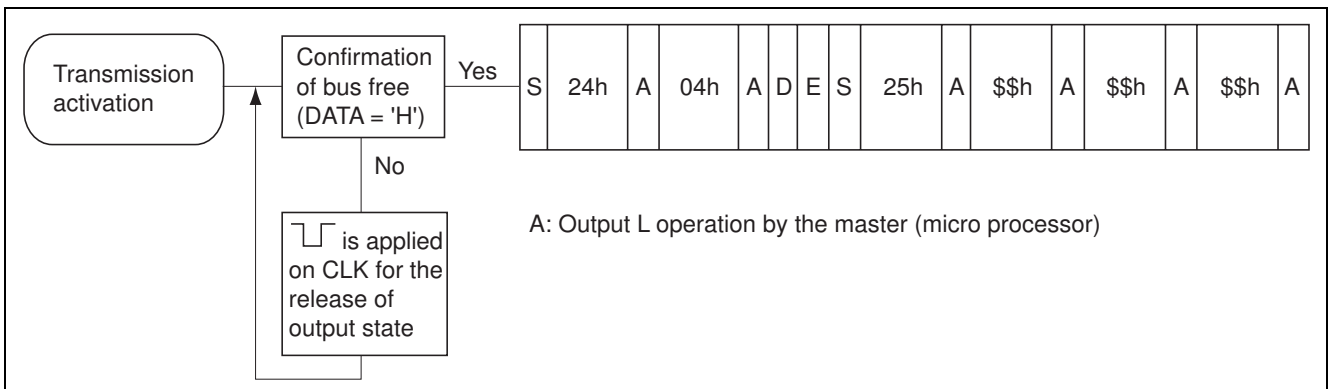 Transmission
activation
Confirmation
of bus free
(DATA = 'H')
Yes
S 24h A 04h A D E S 25h A $$h A $$h A $$h A
No
is applied
on CLK for the
release of
output state
A: Output L operation by the master (micro processor)